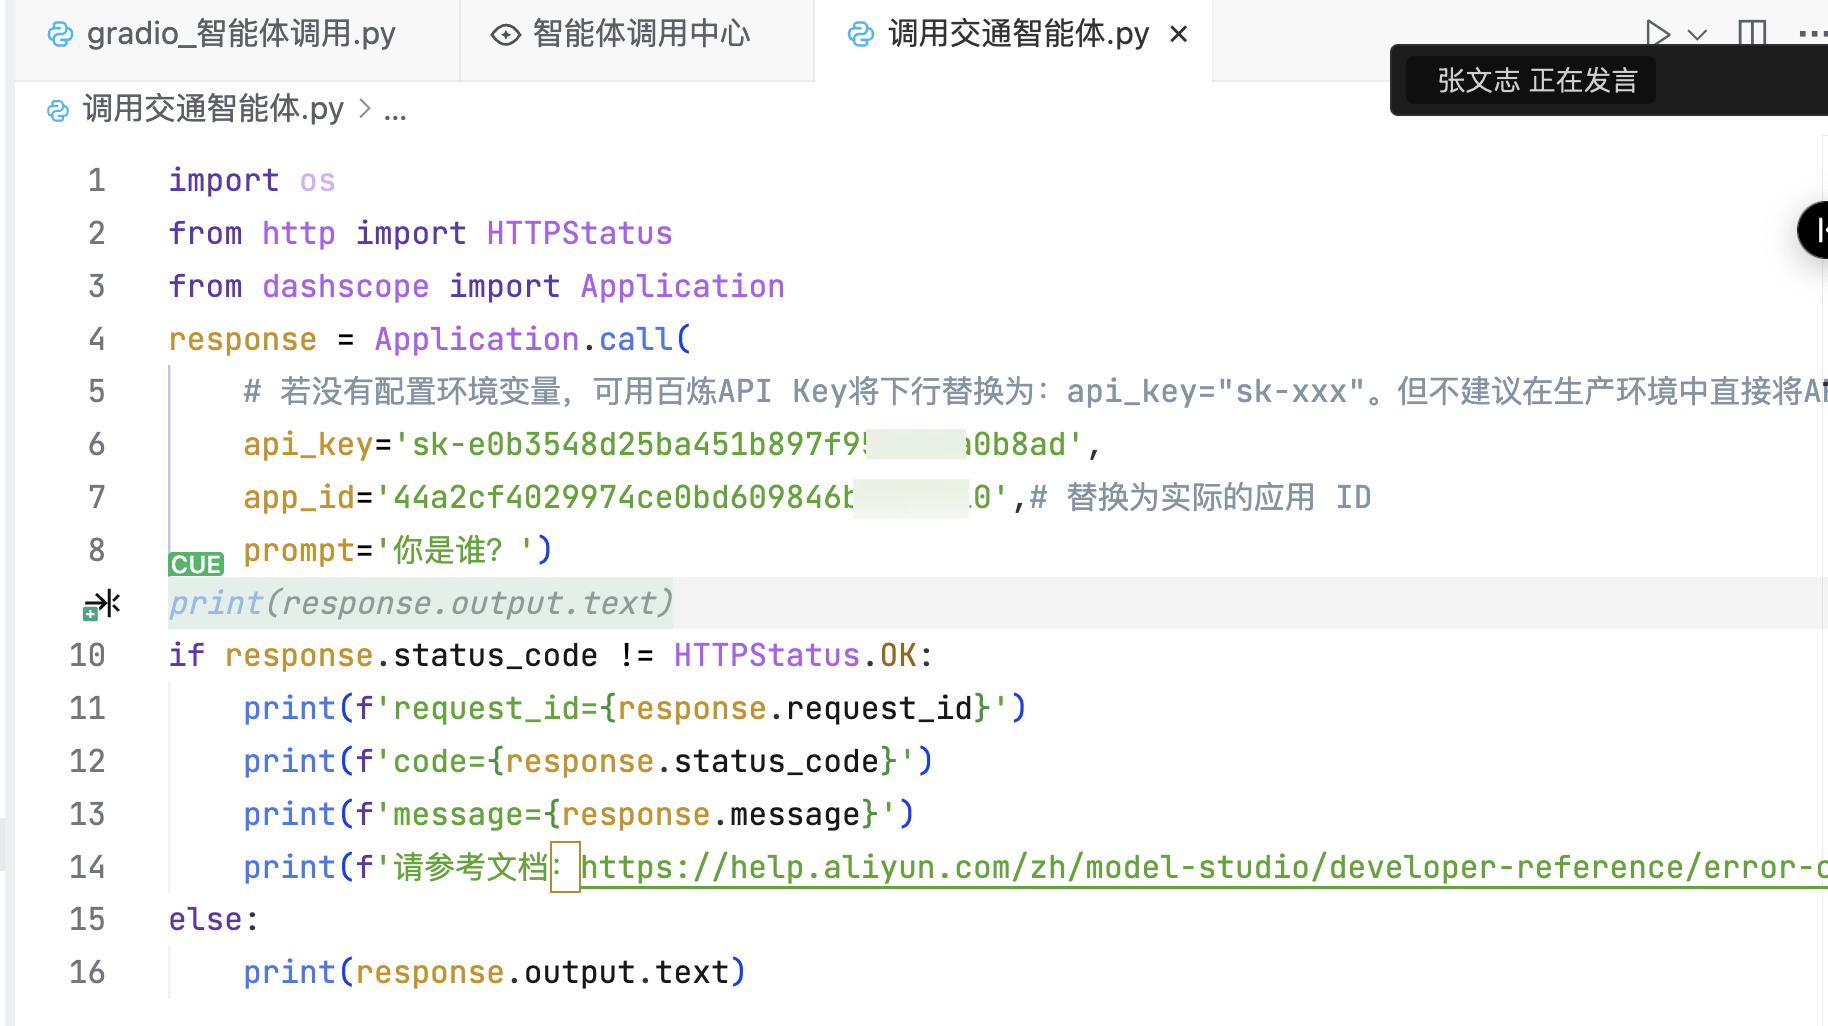 gradio_智能体调用.py
智能体调用中心
调用交通智能体.py ×
张文志 正在发言
调用交通智能体.py > ...
1 import os
2 from http import HTTPStatus
3 from dashscope import Application
4 response = Application.call(
5 # 若没有配置环境变量，可用百炼API Key将下行替换为：api_key="sk-xxx"。但不建议在生产环境中直接将A
6 api_key='sk-e0b3548d25ba451b897f9 a0b8ad',
7 app_id='44a2cf4029974ce0bd609846b 0',# 替换为实际的应用 ID
8 prompt='你是谁？')
CUE
print(response.output.text)
10 if response.status_code != HTTPStatus.OK:
11 print(f'request_id={response.request_id}')
12 print(f'code={response.status_code}')
13 print(f'message={response.message}')
14 print(f'请参考文档：https://help.aliyun.com/zh/model-studio/developer-reference/error-
15 else:
16 print(response.output.text)